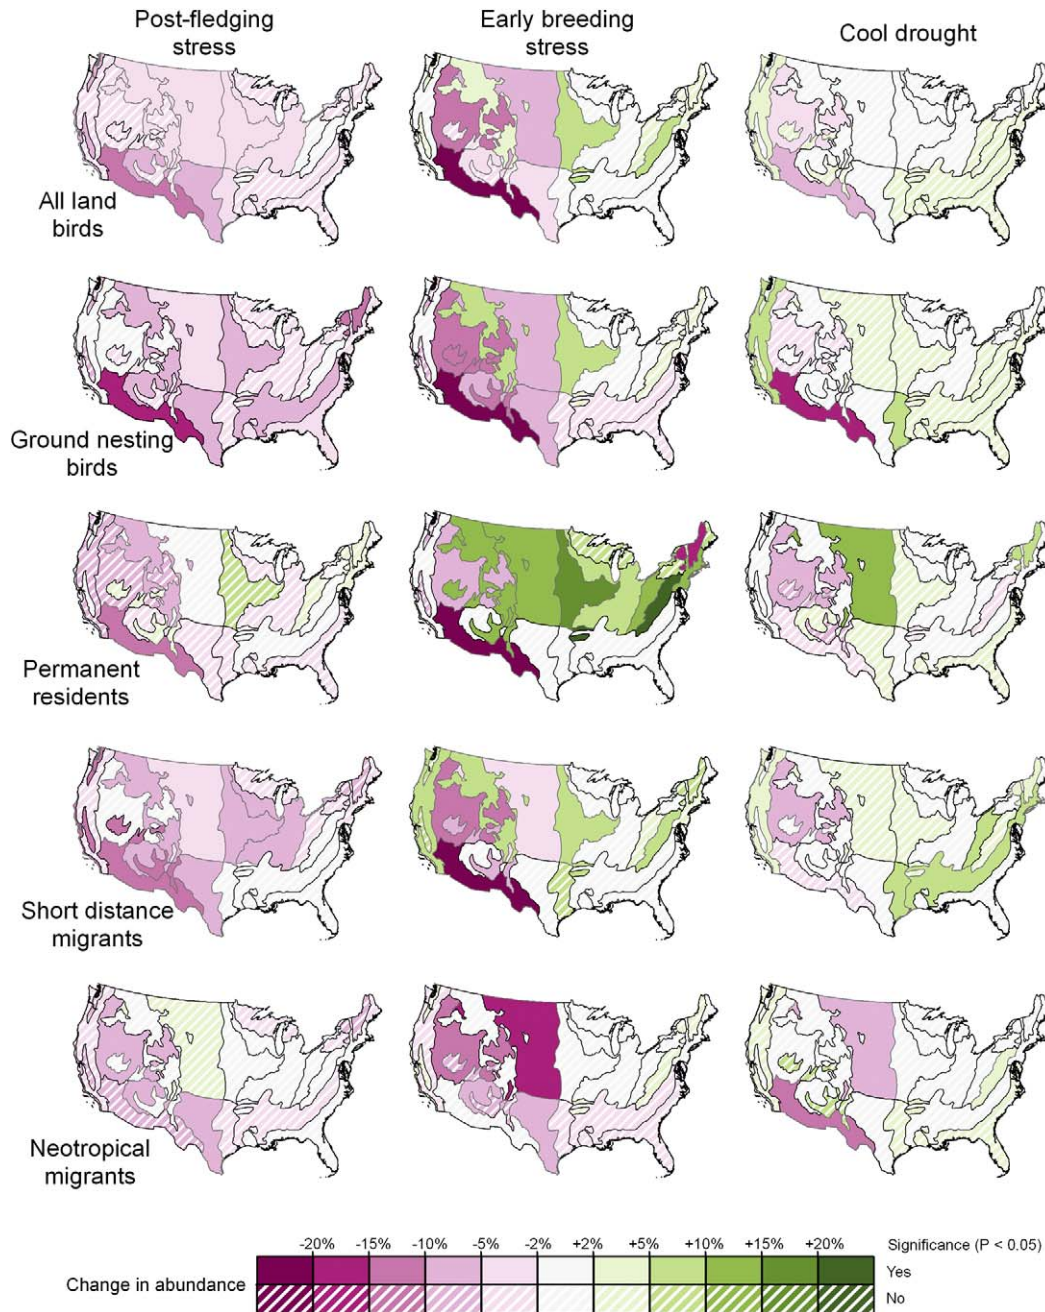 Post-fledging
stress
Early breeding
stress
Cool drought
All land
birds
Ground nesting
birds
Permanent
residents
Short distance
migrants
Neotropical
migrants
-20% -15% -10% -5% -2% +2% +5% +10% +15% +20% Significance (P < 0.05)
Change in abundance
Yes
No